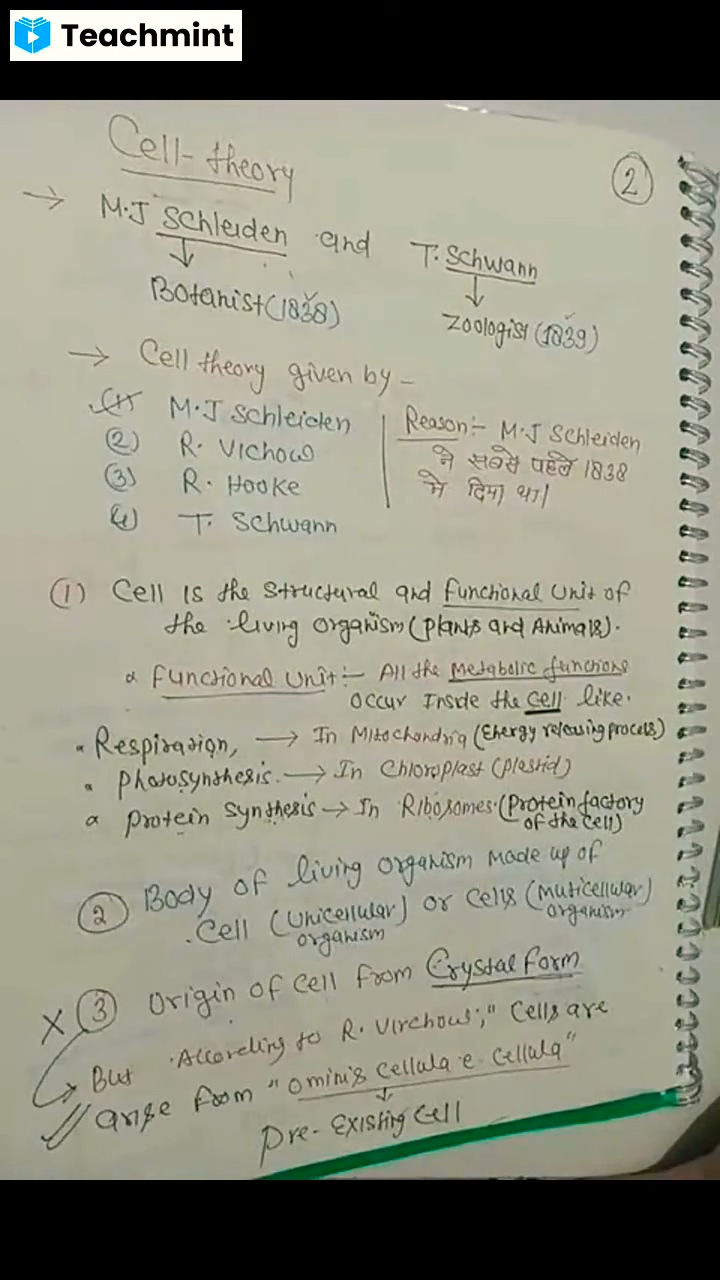 Teachmint
Cell-theory
2
→ M.J Schleiden and T. Schwann
↓ ↓
Botanist (1838) Zoologist (1839)
→ Cell theory given by -
(1) M.J Schleiden
(2) R. Vichow
(3) R. Hooke
(4) T. Schwann
Reason:- M.J Schleiden
ने सबसे पहले 1838
मे दिया था।
(1) Cell is the structural and functional unit of
the living organism (plants and Animals).
Functional unit:- All the metabolic functions
occur inside the cell like.
Respiration, → In Mitochondria (Energy releasing process)
Photosynthesis. → In Chloroplast (plastid)
Protein synthesis → In Ribosomes. (Protein factory
of the cell)
(2) Body of living organism made up of
Cell (unicellular) or cells (muticellular)
organism organism
X (3) Origin of cell from Crystal form
But According to R. Virchows," Cells are
arise from "ominis cellula e. cellula"
↓
Pre-Existing cell